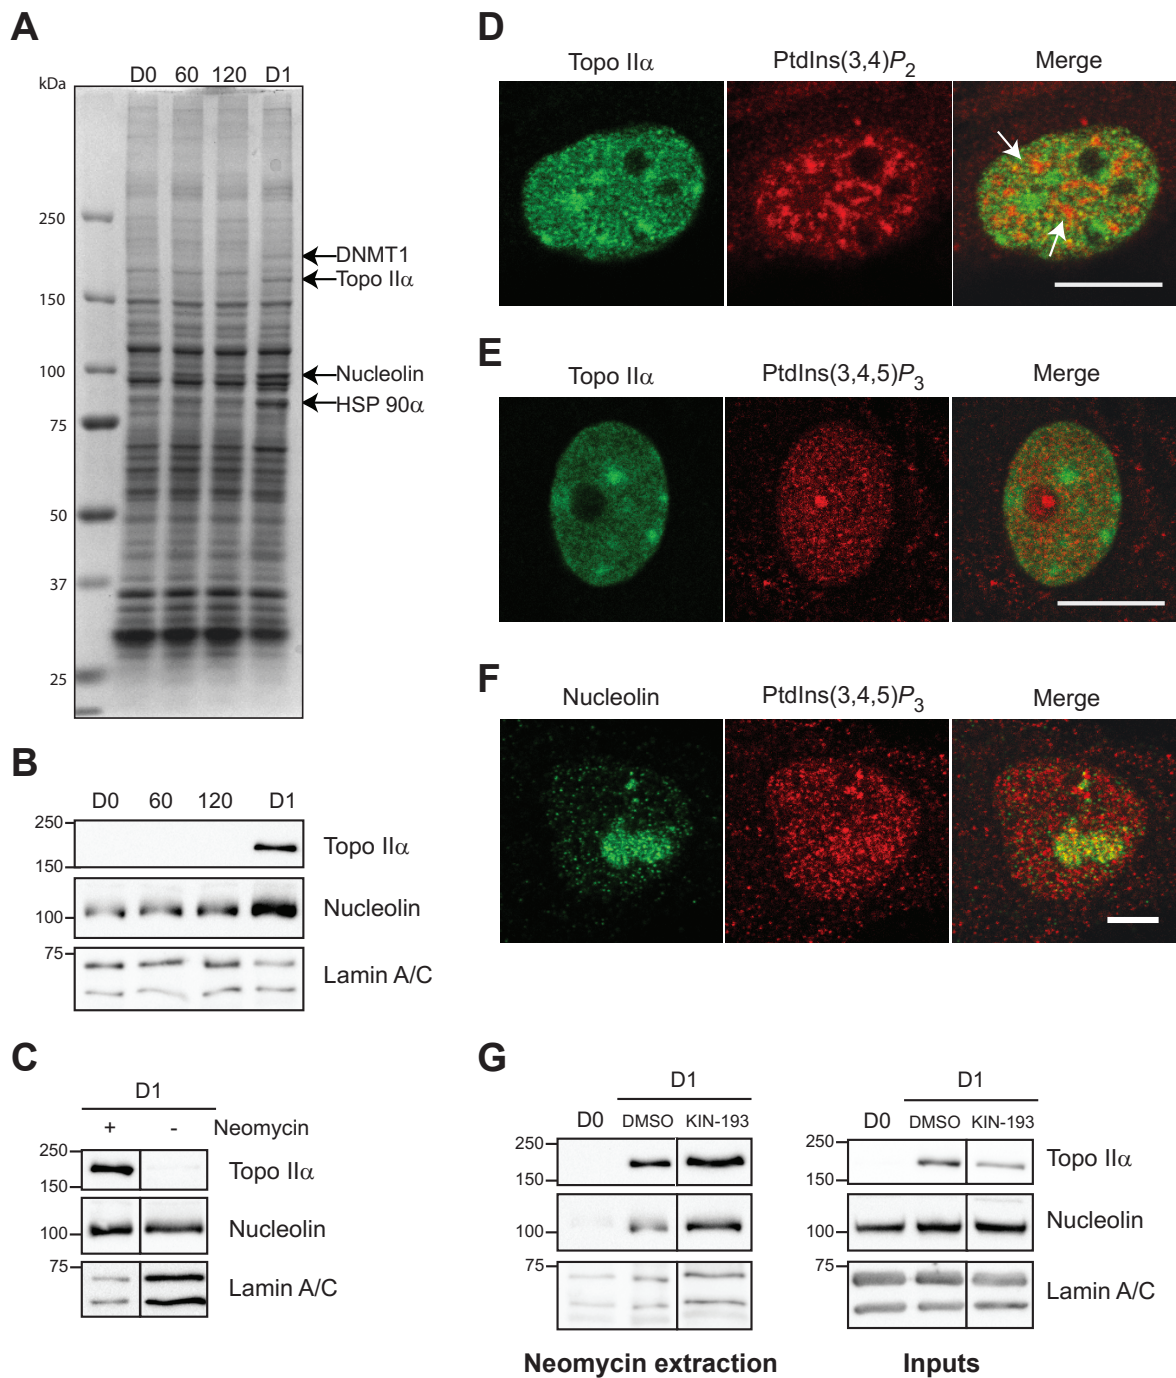 A
kDa
D0 60 120 D1
250
DNMT1
Topo IIα
150
100
Nucleolin
HSP 90α
75
50
37
25
B
D0 60 120 D1
250
Topo IIα
150
Nucleolin
100
75
Lamin A/C
C
D1
+ - Neomycin
250
Topo IIα
150
Nucleolin
100
75
Lamin A/C
D
Topo IIα PtdIns(3,4)P2 Merge
E
Topo IIα PtdIns(3,4,5)P3 Merge
F
Nucleolin PtdIns(3,4,5)P3 Merge
G
D1
D0 DMSO KIN-193
250
150
100
75
Neomycin extraction
D1
D0 DMSO KIN-193
250
Topo IIα
150
Nucleolin
100
75
Lamin A/C
Inputs